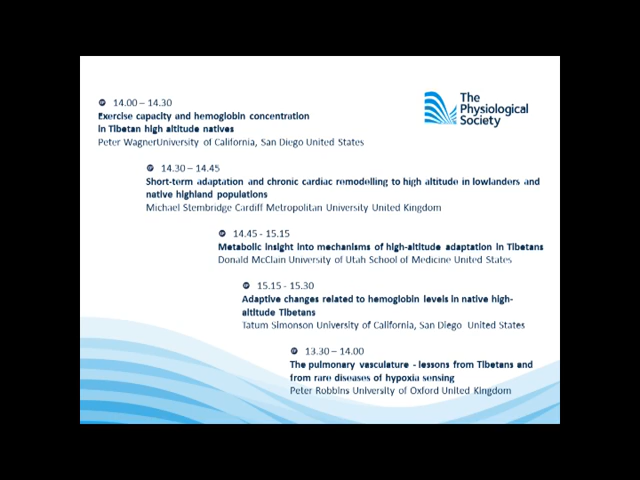 14.00 – 14.30
Exercise capacity and hemoglobin concentration
in Tibetan high altitude natives
Peter WagnerUniversity of California, San Diego United States
The
Physiological
Society
14.30 – 14.45
Short-term adaptation and chronic cardiac remodelling to high altitude in lowlanders and
native highland populations
Michael Stembridge Cardiff Metropolitan University United Kingdom
14.45 - 15.15
Metabolic insight into mechanisms of high-altitude adaptation in Tibetans
Donald McClain University of Utah School of Medicine United States
15.15 - 15.30
Adaptive changes related to hemoglobin levels in native high-
altitude Tibetans
Tatum Simonson University of California, San Diego United States
13.30 – 14.00
The pulmonary vasculature - lessons from Tibetans and
from rare diseases of hypoxia sensing
Peter Robbins University of Oxford United Kingdom